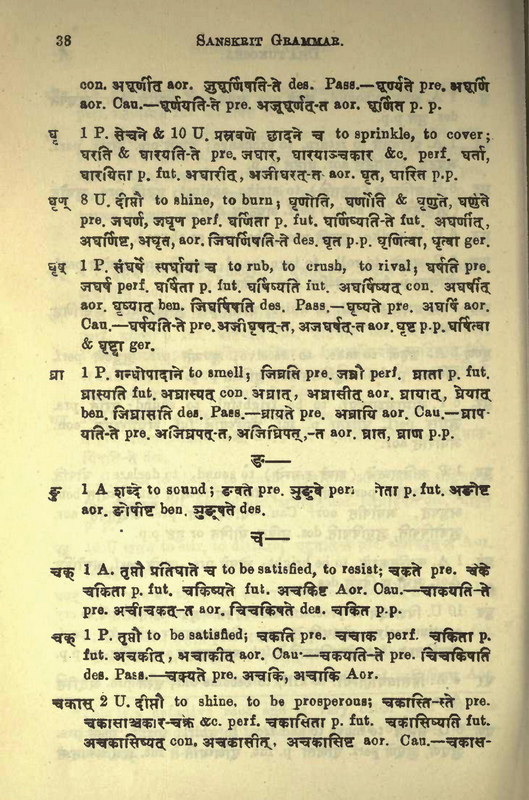 38 SANSKRIT GRAMMAR.
con. अघूर्णीत् aor. जुघूर्णिषति-ते des. Pass.—घूर्ण्यते pre. अघूर्णि
aor. Cau.—घूर्णयति-ते pre. अजूघूर्णत्-त aor. घूर्णित p. p.
घृ 1 P. सेचने & 10 U. प्रस्रवणे छादने च to sprinkle, to cover;
घरति & घारयति-ते pre. जघार, घारयाञ्चकार &c. perf. घर्ता,
घारयिता p. fut. अघारीत्, अजीघरत्-त aor. घृत, घारित p.p.
घृण् 8 U. दीप्तौ to shine, to burn; घृणोति, घर्णोति & घृणुते, घर्णुते
pre. जघर्ण, जघृण perf. घर्णिता p. fut. घर्णिष्यति-ते fut. अघर्णीत्,
अघर्णिष्ट, अघृत, aor. जिघर्णिषति-ते des. घृत p.p. घृणित्वा, घृत्वा ger.
घृष् 1 P. संघर्षे स्पर्धायां च to rub, to crush, to rival; घर्षति pre.
जघर्ष perf. घर्षिता p. fut. घर्षिष्यति fut. अघर्षिष्यत् con. अघर्षीत्
aor. घृष्यात् ben. जिघर्षिषति des. Pass.—घृष्यते pre. अघर्षि aor.
Cau.—घर्षयति-ते pre. अजीघृषत्-त, अजघर्षत्-त aor. घृष्ट p.p. घर्षित्वा
& घृष्ट्वा ger.
घ्रा 1 P. गन्धोपादाने to smell; जिघ्रति pre. जघ्रौ perf. घ्राता p. fut.
घ्रास्यति fut. अघ्रास्यत् con. अघ्रात्, अघ्रासीत् aor. घ्रायात्, घ्रेयात्
ben. जिघ्रासति des. Pass.—घ्रायते pre. अघ्रायि aor. Cau.—घ्राप-
यति-ते pre. अजिघ्रपत्-त, अजिघ्रिपत्,-त aor. घ्रात, घ्राण p.p.
ङ—
ङु 1 A शब्दे to sound; ङवते pre. ञुङुवे per ङोता p. fut. अङोष्ट
aor. ङोषीष्ट ben. ञुङूषते des.
च—
चक् 1 A. तृप्तौ प्रतिघाते च to be satisfied, to resist; चकते pre. चेके
चकिता p. fut. चकिष्यते fut. अचकिष्ट Aor. Cau.—चाकयति-ते
pre. अचीचकत्-त aor. चिचकिषते des. चकित p.p.
चक् 1 P. तृप्तौ to be satisfied; चकति pre. चचाक perf. चकिता p.
fut. अचकीत्, अचाकीत् aor. Cau—चकयति-ते pre. चिचकिषति
des. Pass.—चक्यते pre. अचकि, अचाकि Aor.
चकास् 2 U. दीप्तौ to shine, to be prosperous; चकास्ति-स्ते pre.
चकासाञ्चकार-चक्रे &c. perf. चकासिता p. fut. चकासिष्यति fut.
अचकासिष्यत् con. अचकासीत्, अचकासिष्ट aor. Cau.—चकास-